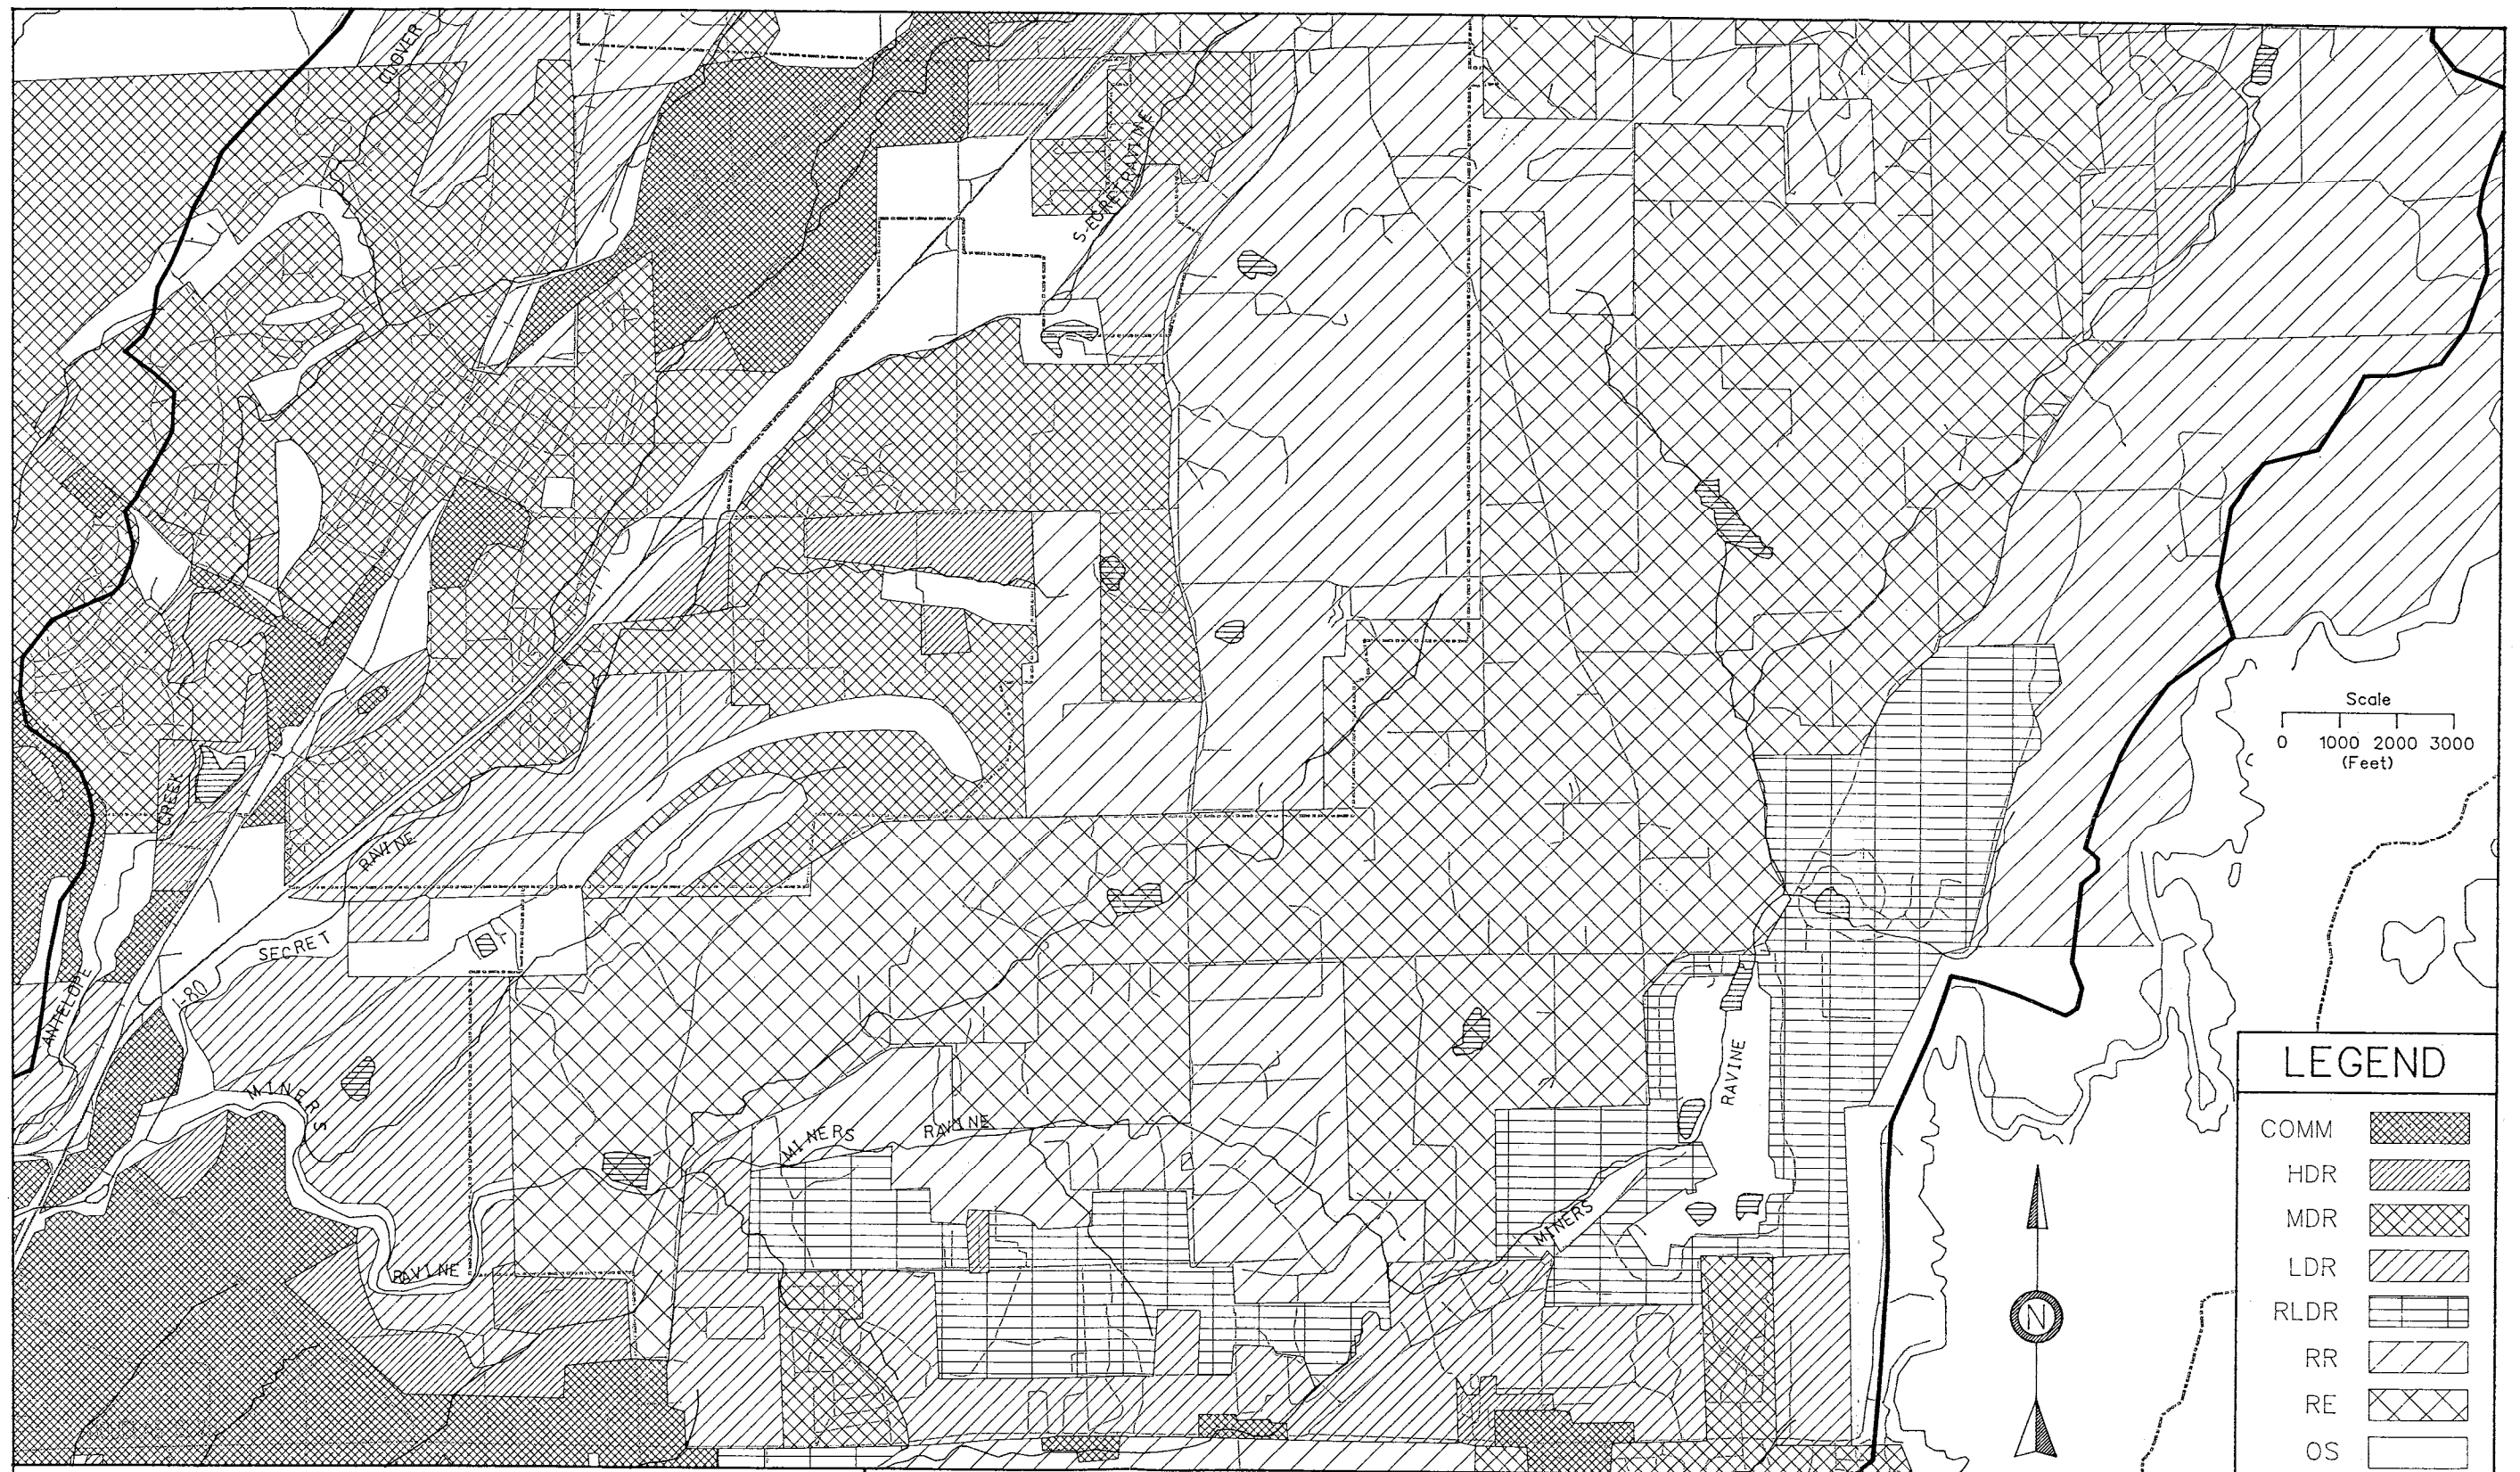 CLOVER
S-ECRET RAVINE
CREEK
RAVINE
SECRET
ANTELOPE
I-80
MINERS
RAVINE
MINERS
RAVINE
MINERS
RAVINE
Scale
0 1000 2000 3000
(Feet)
LEGEND
COMM
HDR
MDR
LDR
RLDR
RR
RE
OS
N